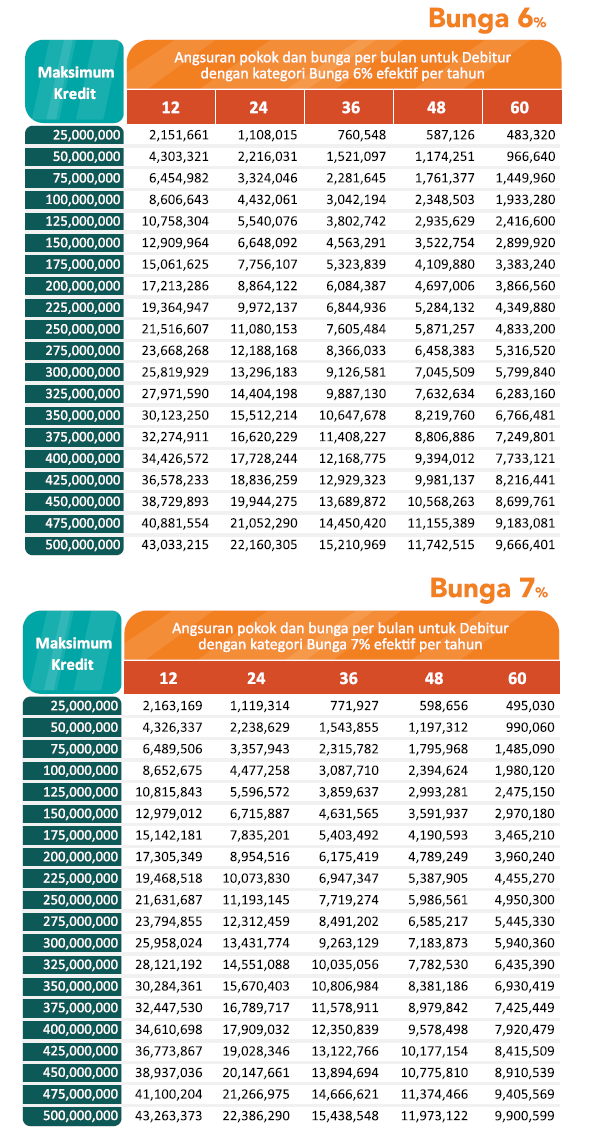 Bunga 6%
Maksimum Kredit
Angsuran pokok dan bunga per bulan untuk Debitur
dengan kategori Bunga 6% efektif per tahun
12 24 36 48 60
25,000,000 2,151,661 1,108,015 760,548 587,126 483,320
50,000,000 4,303,321 2,216,031 1,521,097 1,174,251 966,640
75,000,000 6,454,982 3,324,046 2,281,645 1,761,377 1,449,960
100,000,000 8,606,643 4,432,061 3,042,194 2,348,503 1,933,280
125,000,000 10,758,304 5,540,076 3,802,742 2,935,629 2,416,600
150,000,000 12,909,964 6,648,092 4,563,291 3,522,754 2,899,920
175,000,000 15,061,625 7,756,107 5,323,839 4,109,880 3,383,240
200,000,000 17,213,286 8,864,122 6,084,387 4,697,006 3,866,560
225,000,000 19,364,947 9,972,137 6,844,936 5,284,132 4,349,880
250,000,000 21,516,607 11,080,153 7,605,484 5,871,257 4,833,200
275,000,000 23,668,268 12,188,168 8,366,033 6,458,383 5,316,520
300,000,000 25,819,929 13,296,183 9,126,581 7,045,509 5,799,840
325,000,000 27,971,590 14,404,198 9,887,130 7,632,634 6,283,160
350,000,000 30,123,250 15,512,214 10,647,678 8,219,760 6,766,481
375,000,000 32,274,911 16,620,229 11,408,227 8,806,886 7,249,801
400,000,000 34,426,572 17,728,244 12,168,775 9,394,012 7,733,121
425,000,000 36,578,233 18,836,259 12,929,323 9,981,137 8,216,441
450,000,000 38,729,893 19,944,275 13,689,872 10,568,263 8,699,761
475,000,000 40,881,554 21,052,290 14,450,420 11,155,389 9,183,081
500,000,000 43,033,215 22,160,305 15,210,969 11,742,515 9,666,401
Bunga 7%
Maksimum Kredit
Angsuran pokok dan bunga per bulan untuk Debitur
dengan kategori Bunga 7% efektif per tahun
12 24 36 48 60
25,000,000 2,163,169 1,119,314 771,927 598,656 495,030
50,000,000 4,326,337 2,238,629 1,543,855 1,197,312 990,060
75,000,000 6,489,506 3,357,943 2,315,782 1,795,968 1,485,090
100,000,000 8,652,675 4,477,258 3,087,710 2,394,624 1,980,120
125,000,000 10,815,843 5,596,572 3,859,637 2,993,281 2,475,150
150,000,000 12,979,012 6,715,887 4,631,565 3,591,937 2,970,180
175,000,000 15,142,181 7,835,201 5,403,492 4,190,593 3,465,210
200,000,000 17,305,349 8,954,516 6,175,419 4,789,249 3,960,240
225,000,000 19,468,518 10,073,830 6,947,347 5,387,905 4,455,270
250,000,000 21,631,687 11,193,145 7,719,274 5,986,561 4,950,300
275,000,000 23,794,855 12,312,459 8,491,202 6,585,217 5,445,330
300,000,000 25,958,024 13,431,774 9,263,129 7,183,873 5,940,360
325,000,000 28,121,192 14,551,088 10,035,056 7,782,530 6,435,390
350,000,000 30,284,361 15,670,403 10,806,984 8,381,186 6,930,419
375,000,000 32,447,530 16,789,717 11,578,911 8,979,842 7,425,449
400,000,000 34,610,698 17,909,032 12,350,839 9,578,498 7,920,479
425,000,000 36,773,867 19,028,346 13,122,766 10,177,154 8,415,509
450,000,000 38,937,036 20,147,661 13,894,694 10,775,810 8,910,539
475,000,000 41,100,204 21,266,975 14,666,621 11,374,466 9,405,569
500,000,000 43,263,373 22,386,290 15,438,548 11,973,122 9,900,599